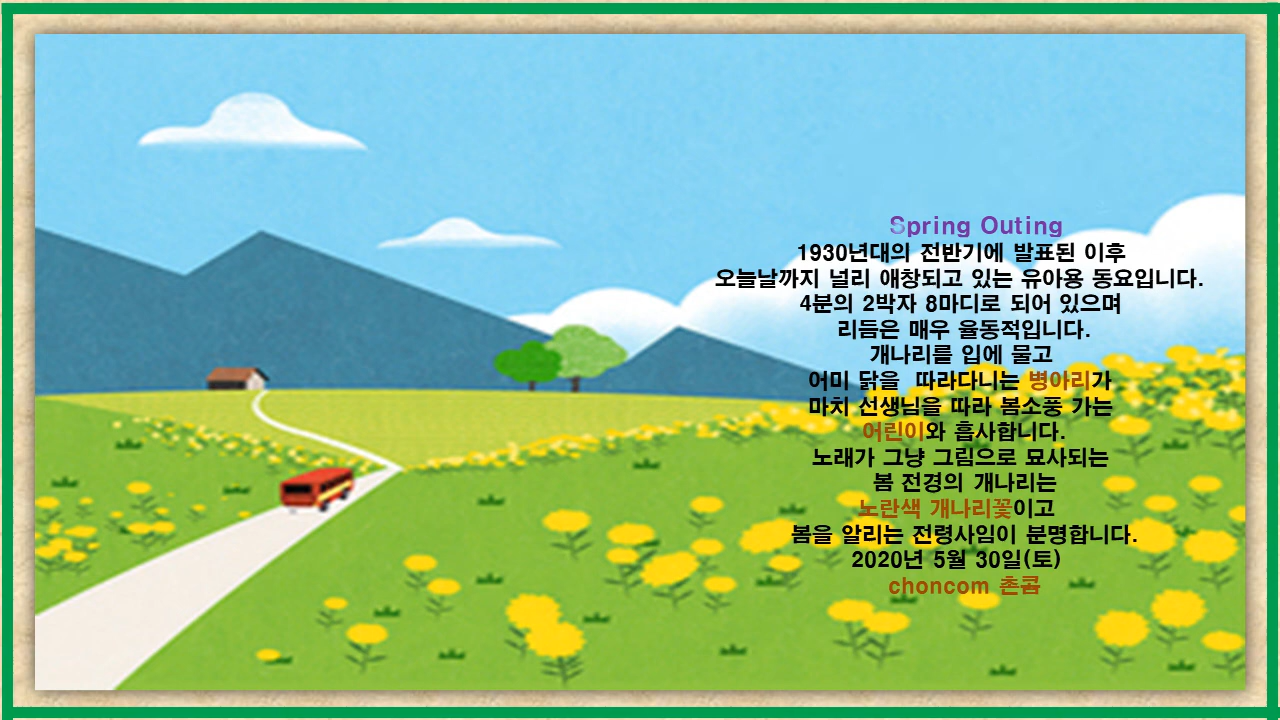 Spring Outing
1930년대의 전반기에 발표된 이후
오늘날까지 널리 애창되고 있는 유아용 동요입니다.
4분의 2박자 8마디로 되어 있으며
리듬은 매우 율동적입니다.
개나리를 입에 물고
어미 닭을 따라다니는 병아리가
마치 선생님을 따라 봄소풍 가는
어린이와 흡사합니다.
노래가 그냥 그림으로 묘사되는
봄 전경의 개나리는
노란색 개나리꽃이고
봄을 알리는 전령사임이 분명합니다.
2020년 5월 30일(토)
choncom 촌콤